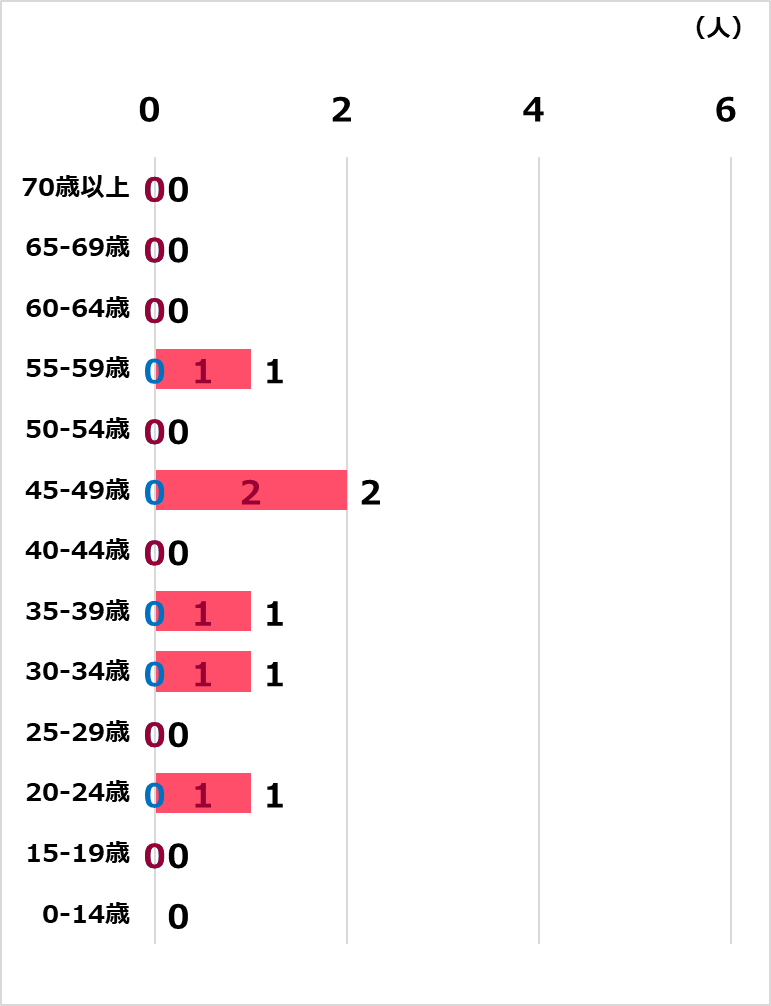 （人）
0 2 4 6
70歳以上 0 0
65-69歳 0 0
60-64歳 0 0
55-59歳 0 1 1
50-54歳 0 0
45-49歳 0 2 2
40-44歳 0 0
35-39歳 0 1 1
30-34歳 0 1 1
25-29歳 0 0
20-24歳 0 1 1
15-19歳 0 0
0-14歳 0